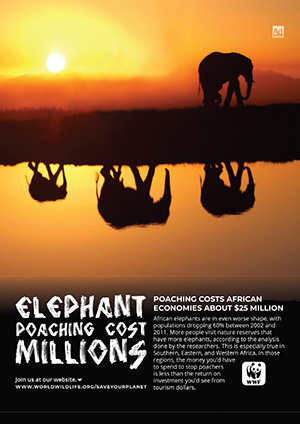 A4
ELEPHANT
POACHING COST
MILLIONS
Join us at our website.
WWW.WORLDWILDLIFE.ORG/SAVEYOURPLANET
POACHING COSTS AFRICAN
ECONOMIES ABOUT $25 MILLION
African elephants are in even worse shape, with
populations dropping 60% between 2002 and
2011. More people visit nature reserves that
have more elephants, according to the analysis
done by the researchers. This is especially true in
Southern, Eastern, and Western Africa. In those
regions, the money you'd have
to spend to stop poachers
is less than the return on
investment you'd see from
tourism dollars.
WWF